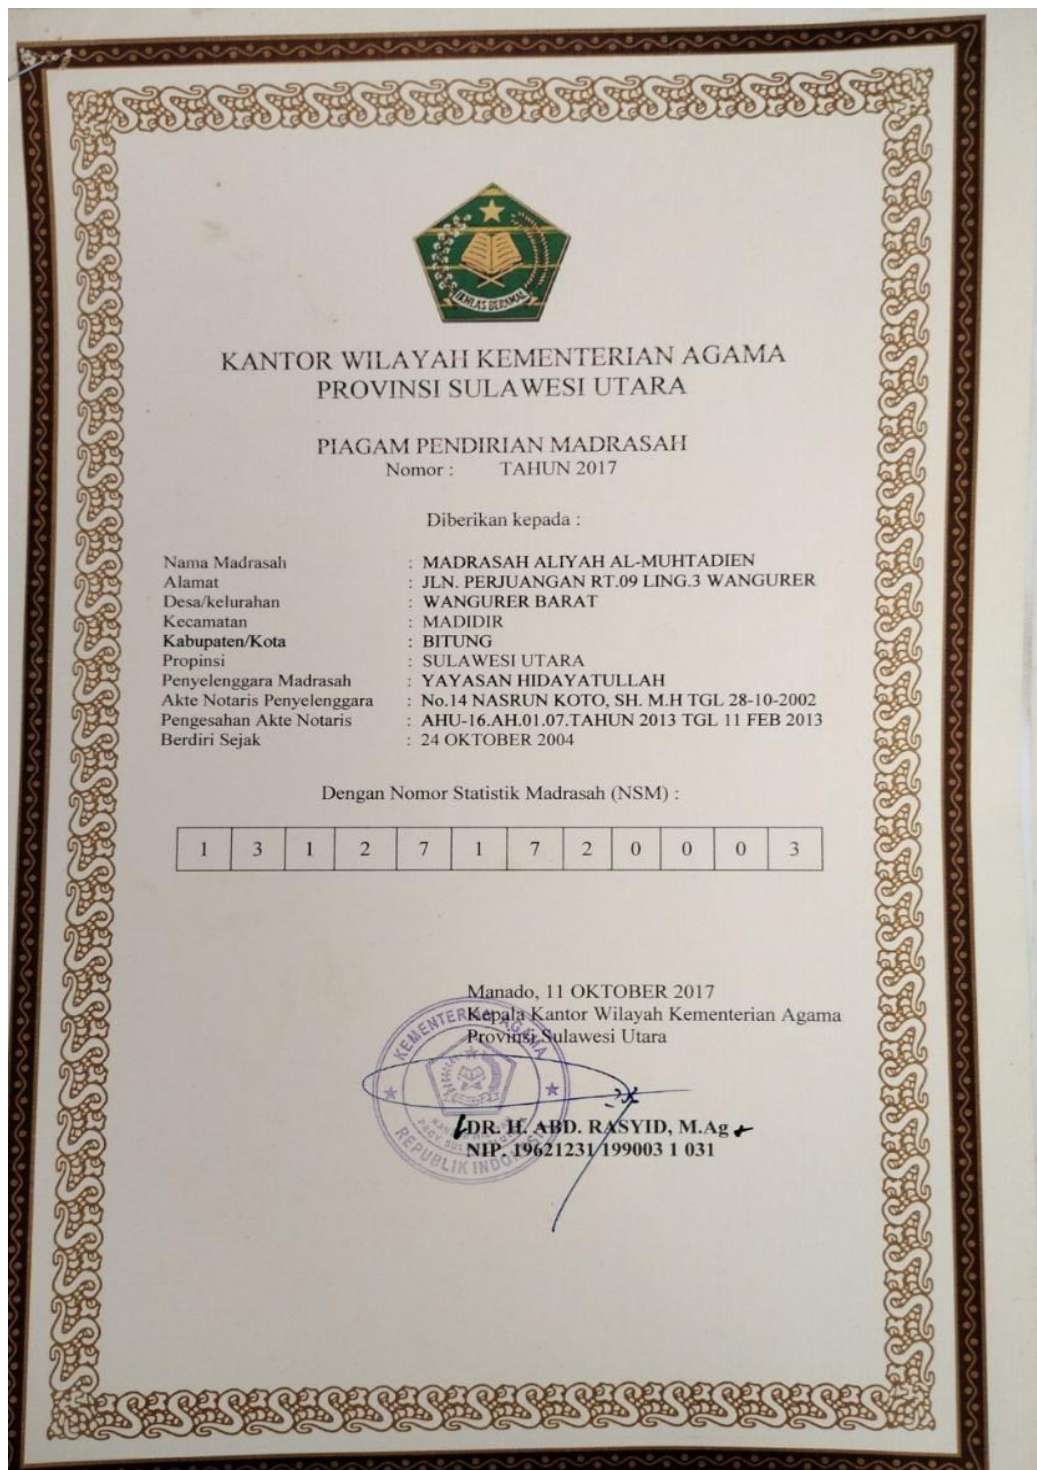 IKHLAS BERAMAL
KANTOR WILAYAH KEMENTERIAN AGAMA
PROVINSI SULAWESI UTARA
PIAGAM PENDIRIAN MADRASAH
Nomor : TAHUN 2017
Diberikan kepada :
Nama Madrasah : MADRASAH ALIYAH AL-MUHTADIEN
Alamat : JLN. PERJUANGAN RT.09 LING.3 WANGURER
Desa/kelurahan : WANGURER BARAT
Kecamatan : MADIDIR
Kabupaten/Kota : BITUNG
Propinsi : SULAWESI UTARA
Penyelenggara Madrasah : YAYASAN HIDAYATULLAH
Akte Notaris Penyelenggara : No.14 NASRUN KOTO, SH. M.H TGL 28-10-2002
Pengesahan Akte Notaris : AHU-16.AH.01.07.TAHUN 2013 TGL 11 FEB 2013
Berdiri Sejak : 24 OKTOBER 2004
Dengan Nomor Statistik Madrasah (NSM) :
1 3 1 2 7 1 7 2 0 0 0 3
Manado, 11 OKTOBER 2017
Kepala Kantor Wilayah Kementerian Agama
Provinsi Sulawesi Utara
KEMENTERIAN AGAMA
REPUBLIK INDONESIA
DR. H. ABD. RASYID, M.Ag
NIP. 19621231 199003 1 031